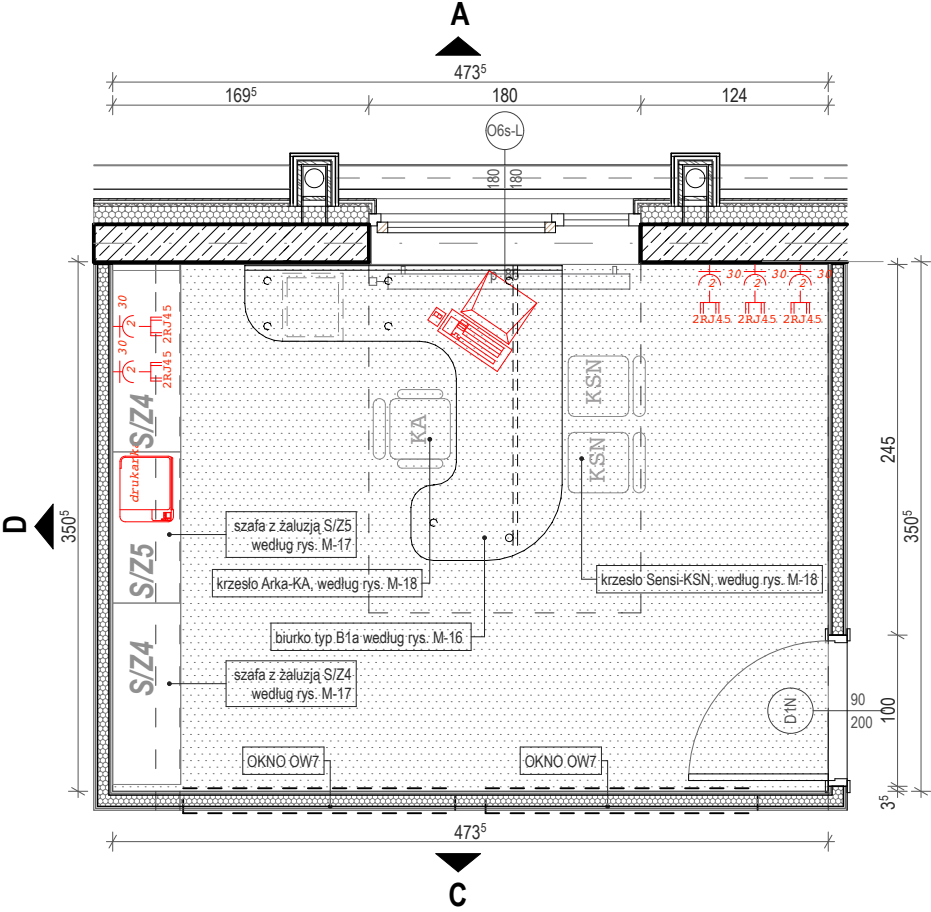 A
473⁵
169⁵
180
124
O6s-L
180
180
30
2
2RJ45
30
2
2RJ45
30
2
2RJ45
30
2
2RJ45
30
2
2RJ45
S/Z4
drukarka
KA
KSN
KSN
245
D
350⁵
350⁵
szafa z żaluzją S/Z5
według rys. M-17
S/Z5
krzesło Arka-KA, według rys. M-18
krzesło Sensi-KSN, według rys. M-18
biurko typ B1a według rys. M-16
S/Z4
szafa z żaluzją S/Z4
według rys. M-17
D1N
90
200
100
OKNO OW7
OKNO OW7
3⁵
473⁵
C